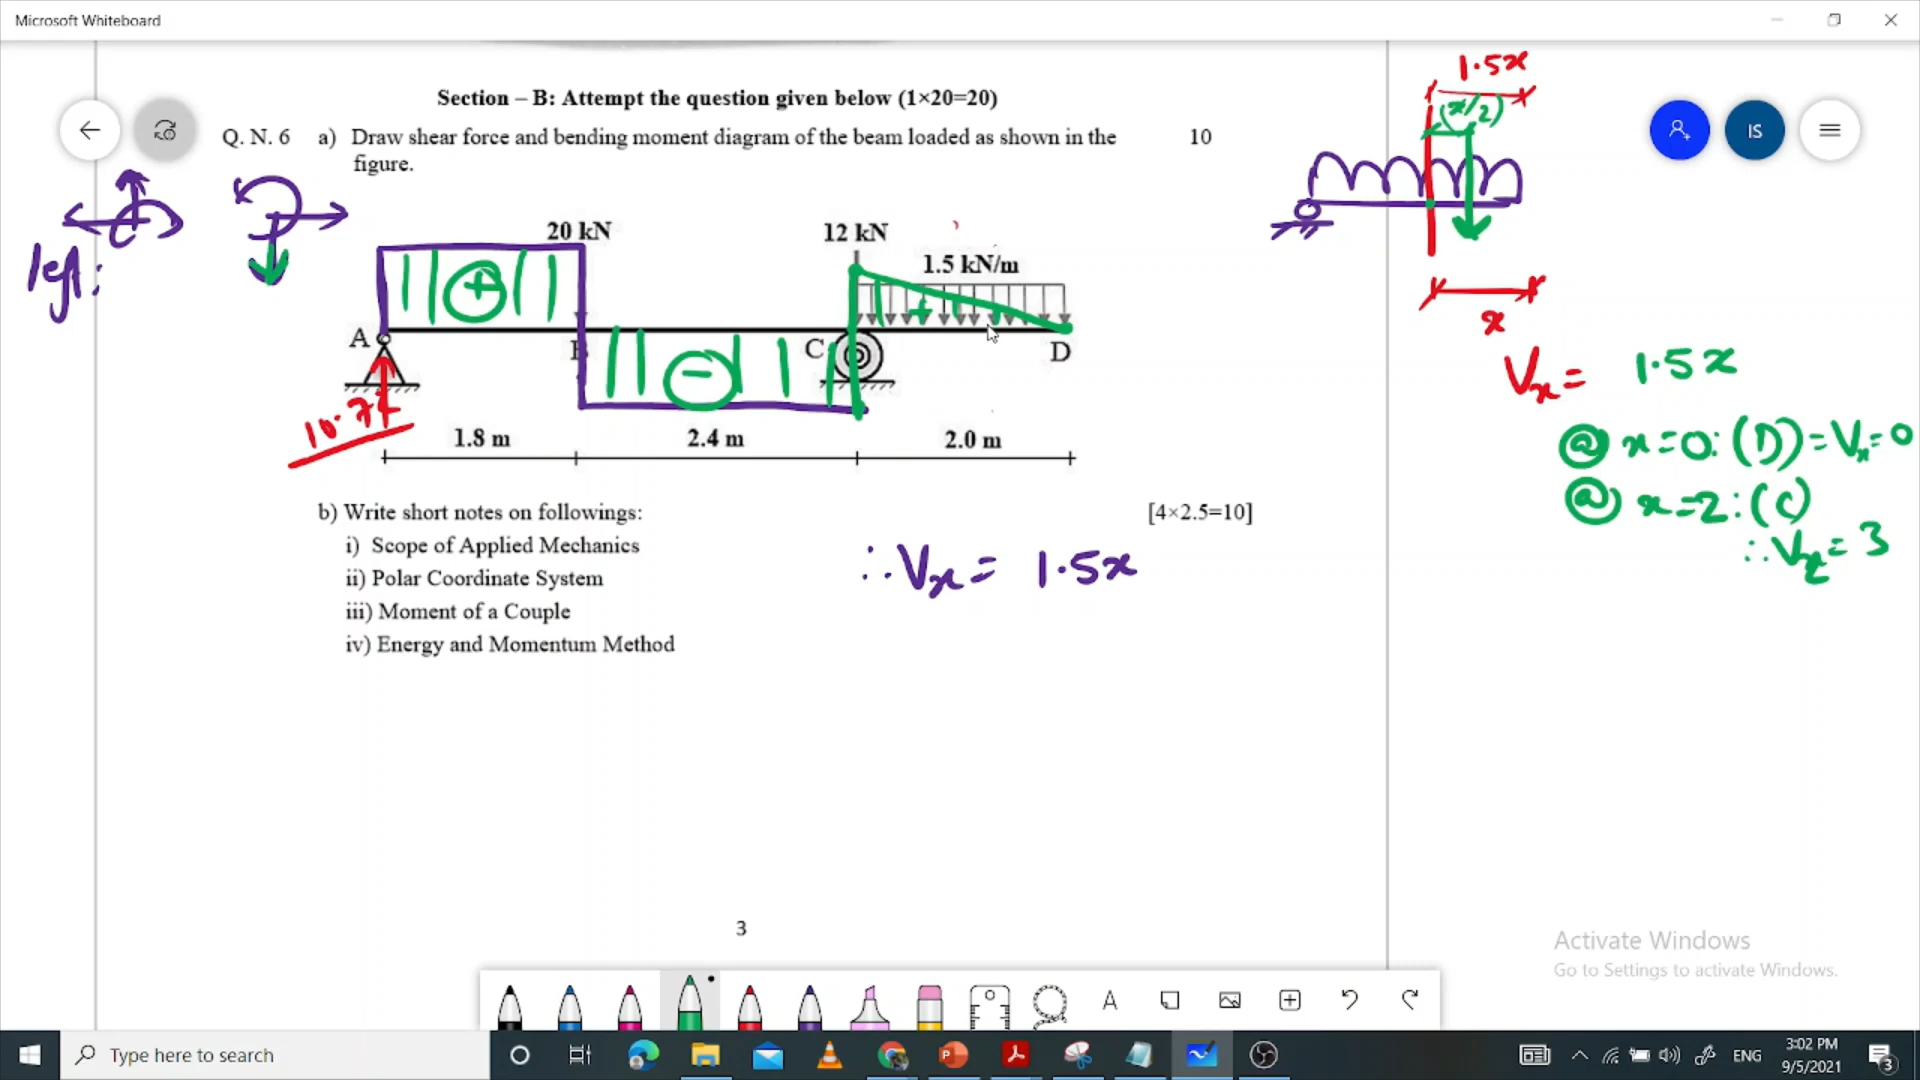 Microsoft Whiteboard
Section – B: Attempt the question given below (1×20=20)
Q. N. 6 a) Draw shear force and bending moment diagram of the beam loaded as shown in the 10
figure.
left:
20 kN
12 kN
1.5 kN/m
+
+
−
A
B
C
D
10.71
1.8 m
2.4 m
2.0 m
b) Write short notes on followings: [4×2.5=10]
i) Scope of Applied Mechanics
ii) Polar Coordinate System
iii) Moment of a Couple
iv) Energy and Momentum Method
∴ Vx = 1.5x
3
1.5x
(x/2)
IS
x
Vx = 1.5x
@ x=0: (D) = Vx = 0
@ x=2: (C)
∴ Vx = 3
Activate Windows
Go to Settings to activate Windows.
A
Type here to search
ENG
3:02 PM
9/5/2021
3